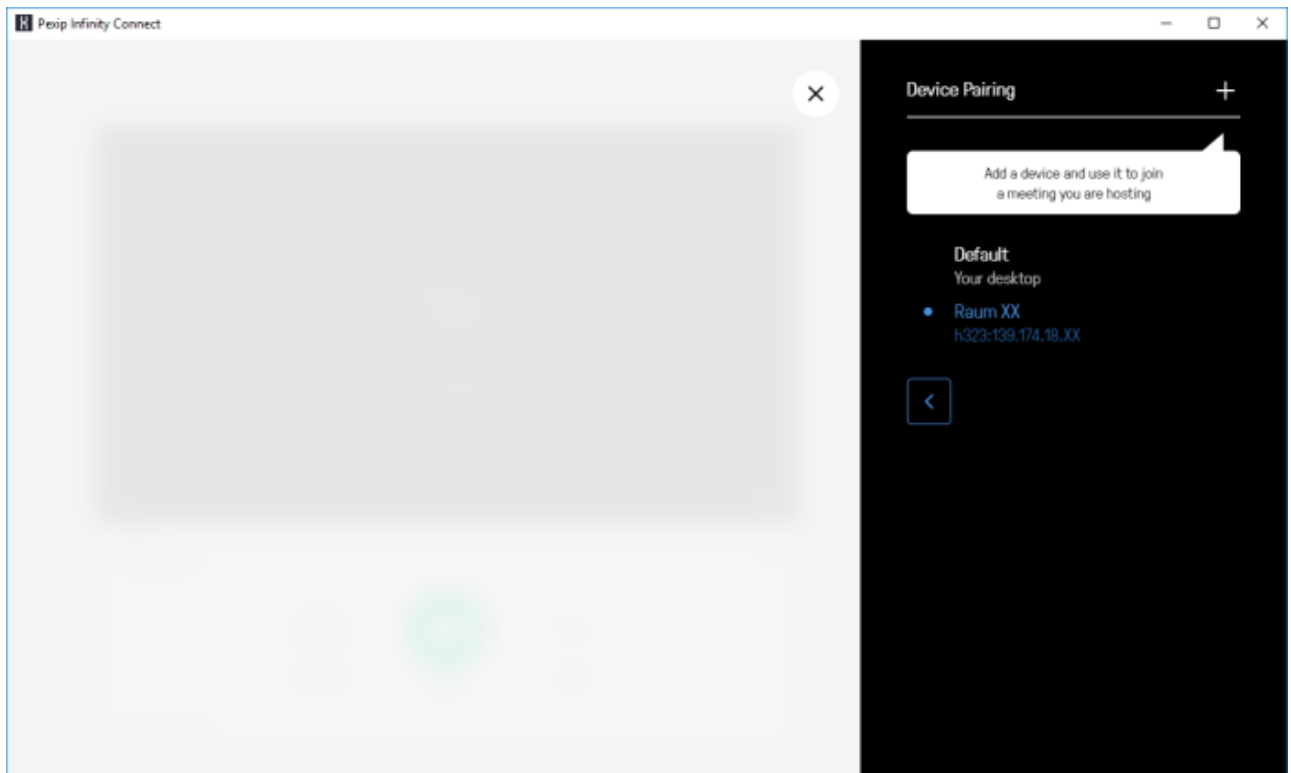 Pexip Infinity Connect
Device Pairing
Add a device and use it to join
a meeting you are hosting
Default
Your desktop
Raum XX
h323:139.174.18.XX